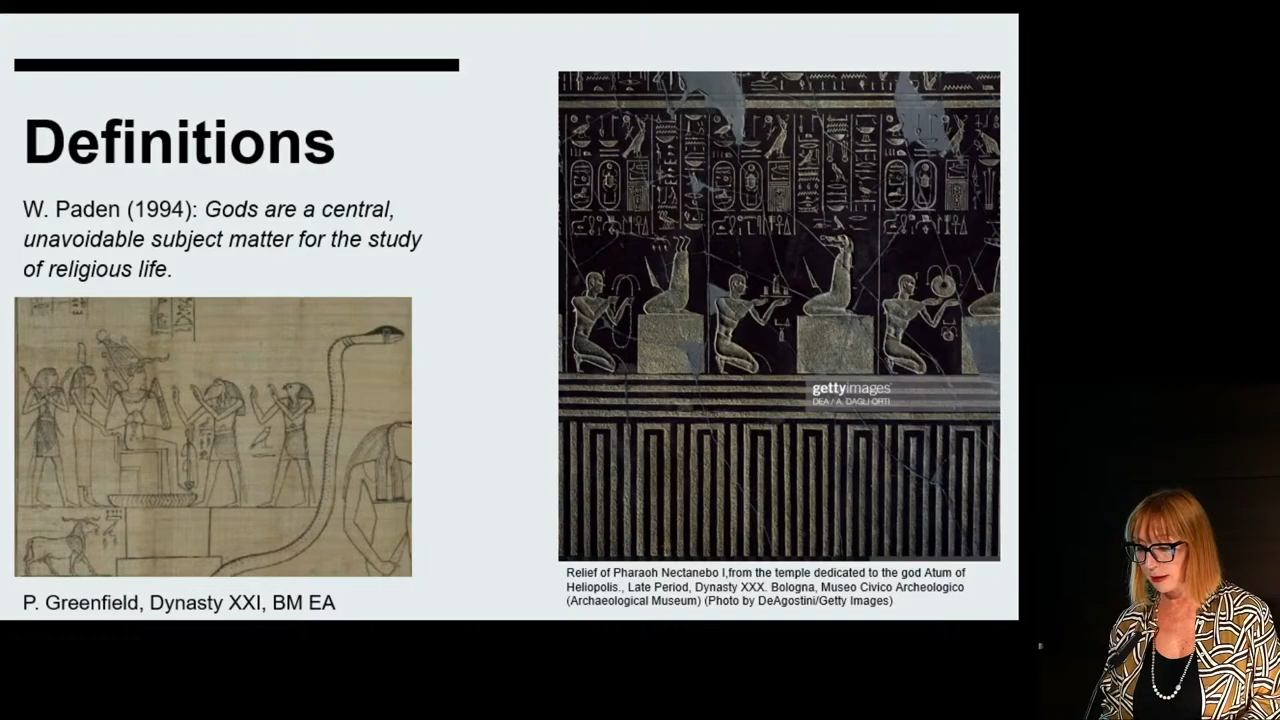 Definitions
W. Paden (1994): Gods are a central,
unavoidable subject matter for the study
of religious life.
P. Greenfield, Dynasty XXI, BM EA
gettyimages
DEA / A. DAGLI ORTI
Relief of Pharaoh Nectanebo I,from the temple dedicated to the god Atum of
Heliopolis., Late Period, Dynasty XXX. Bologna, Museo Civico Archeologico
(Archaeological Museum) (Photo by DeAgostini/Getty Images)